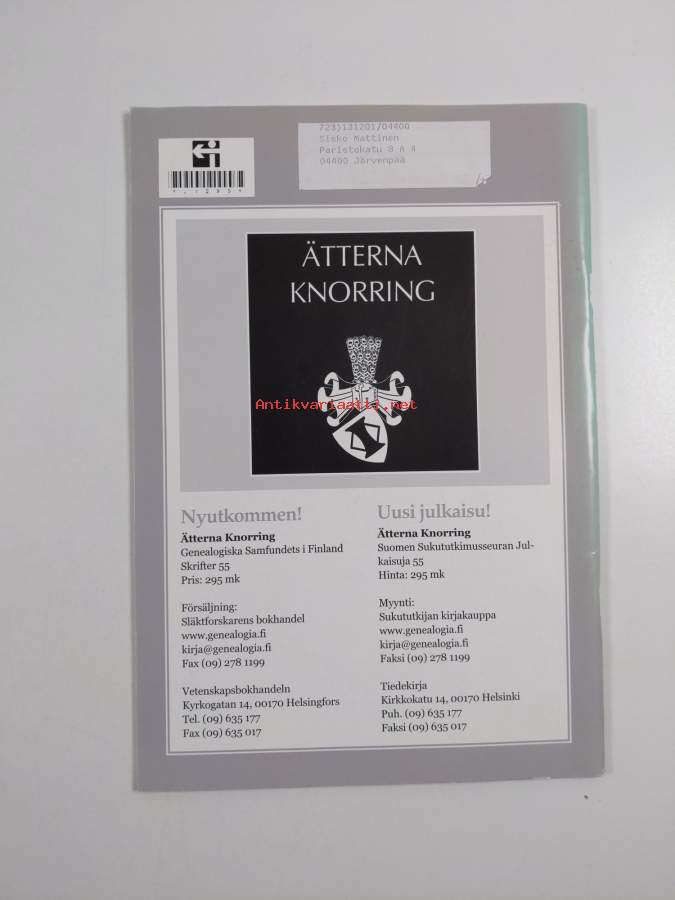 723)131201/04400
Sisko Mattinen
Paristokatu 8 A 4
04400 Järvenpää
ÄTTERNA
KNORRING
Antikvariaatti.net
Nyutkommen!
Ätterna Knorring
Genealogiska Samfundets i Finland
Skrifter 55
Pris: 295 mk
Försäljning:
Släktforskarens bokhandel
www.genealogia.fi
kirja@genealogia.fi
Fax (09) 278 1199
Vetenskapsbokhandeln
Kyrkogatan 14, 00170 Helsingfors
Tel. (09) 635 177
Fax (09) 635 017
Uusi julkaisu!
Ätterna Knorring
Suomen Sukututkimusseuran Jul-
kaisuja 55
Hinta: 295 mk
Myynti:
Sukututkijan kirjakauppa
www.genealogia.fi
kirja@genealogia.fi
Faksi (09) 278 1199
Tiedekirja
Kirkkokatu 14, 00170 Helsinki
Puh. (09) 635 177
Faksi (09) 635 017